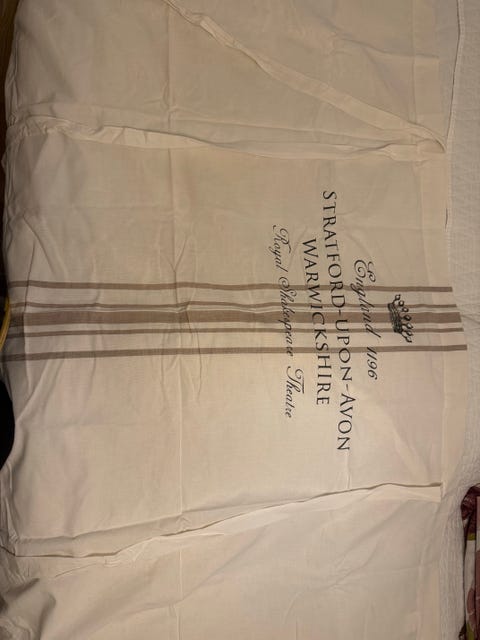 England 1196
STRATFORD-UPON-AVON
WARWICKSHIRE
Royal Shakespeare Theatre